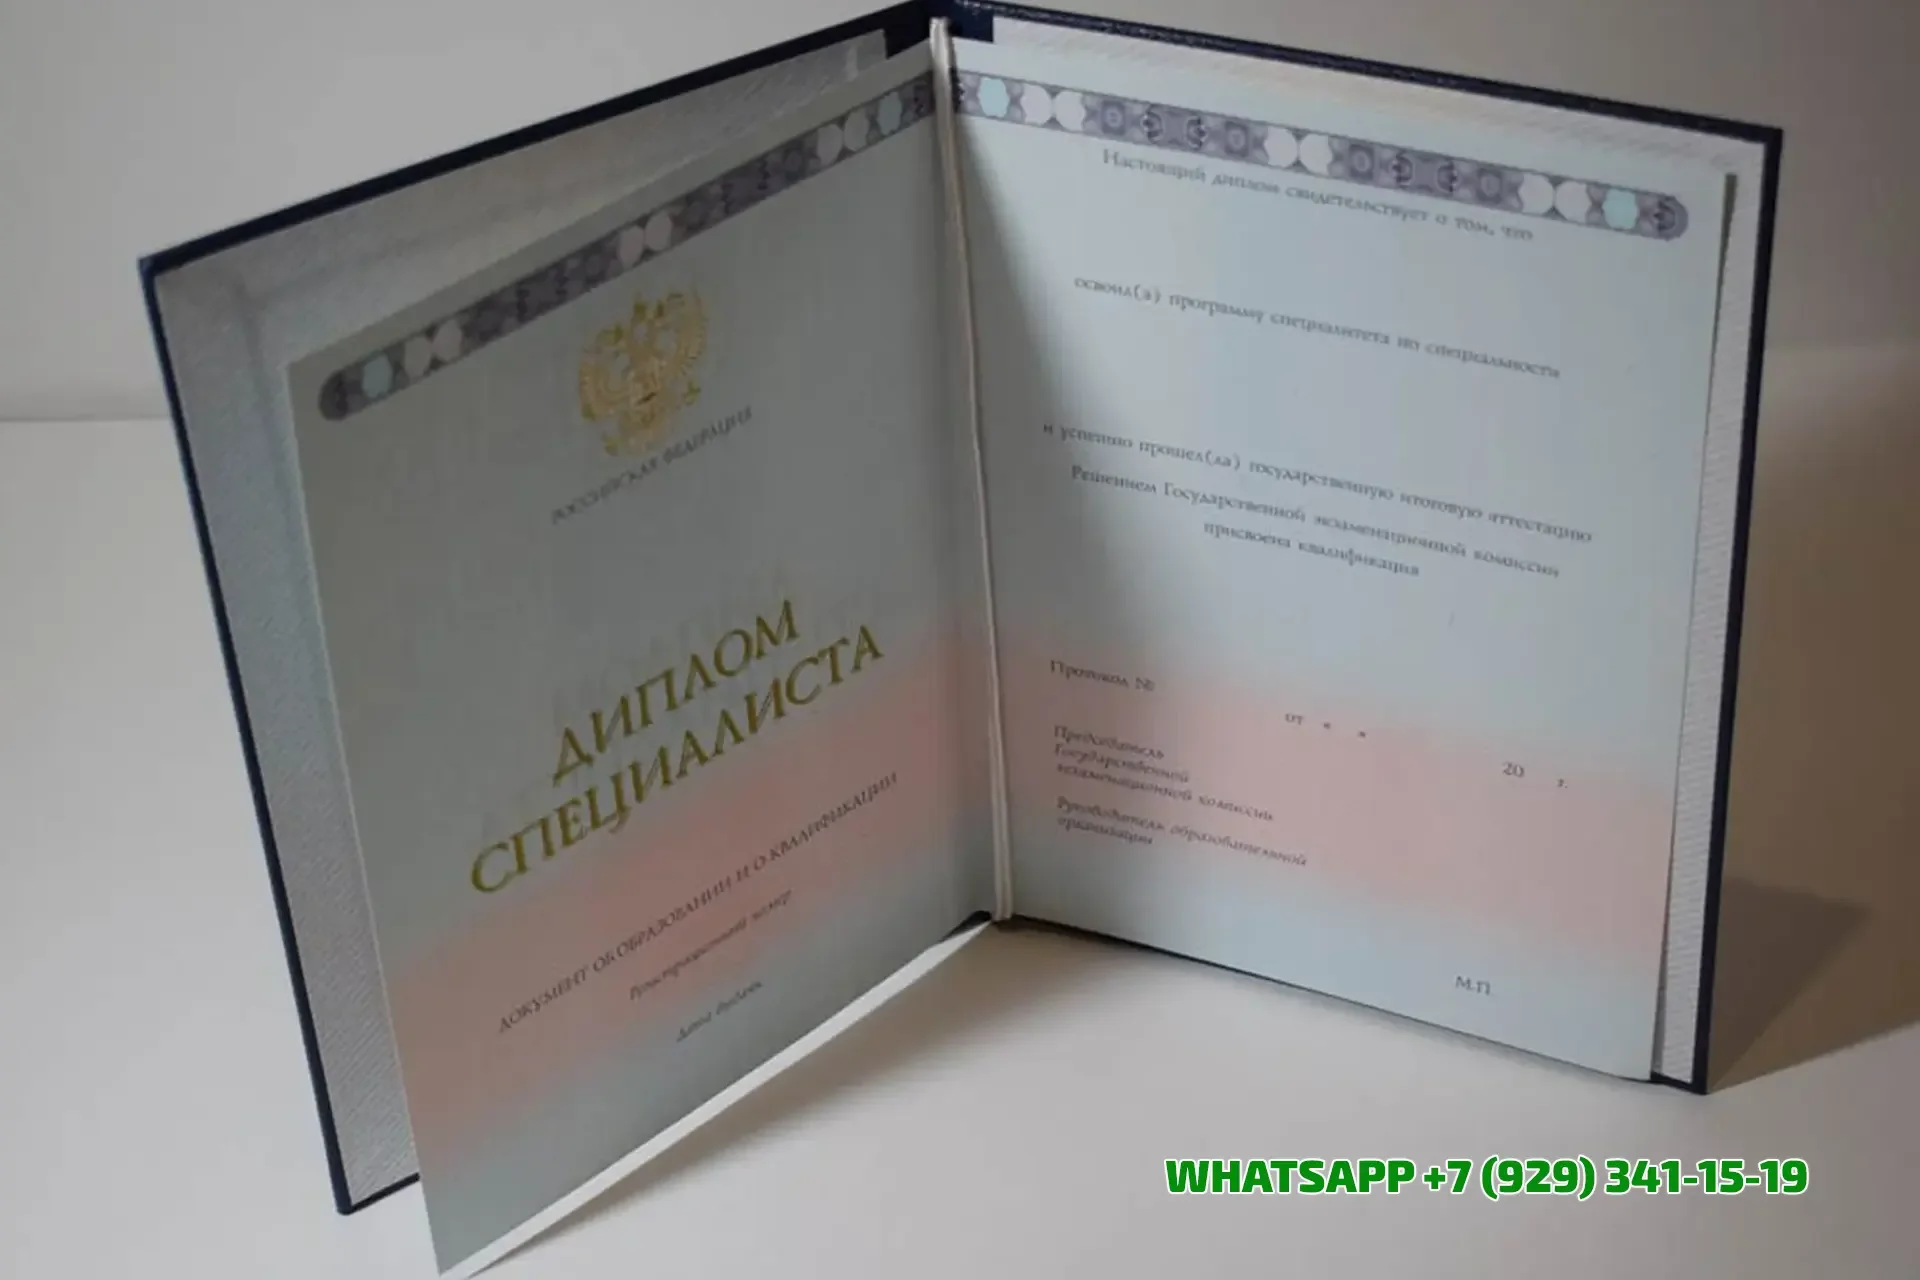 РОССИЙСКАЯ ФЕДЕРАЦИЯ
ДИПЛОМ
СПЕЦИАЛИСТА
ДОКУМЕНТ ОБ ОБРАЗОВАНИИ И О КВАЛИФИКАЦИИ
Регистрационный номер
Дата выдачи
Настоящий диплом свидетельствует о том, что
освоил(а) программу специалитета по специальности
и успешно прошел(ла) государственную итоговую аттестацию
Решением Государственной экзаменационной комиссии
присвоена квалификация
Протокол №
от « » 20 г.
Председатель
Государственной
экзаменационной комиссии
Руководитель образовательной
организации
М.П.
WHATSAPP +7 (929) 341-15-19